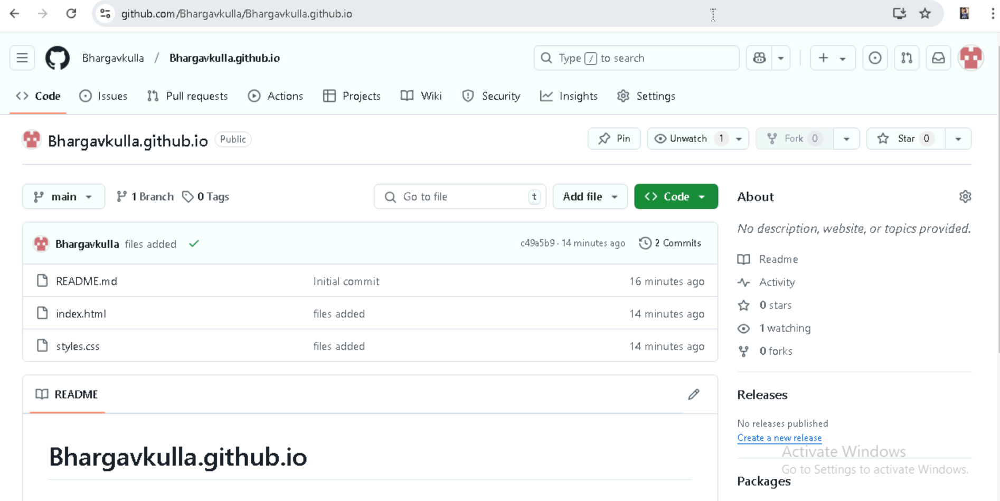 github.com/Bhargavkulla/Bhargavkulla.github.io
Bhargavkulla / Bhargavkulla.github.io
Type / to search
Code Issues Pull requests Actions Projects Wiki Security Insights Settings
Bhargavkulla.github.io Public
Pin Unwatch 1 Fork 0 Star 0
main 1 Branch 0 Tags Go to file t Add file Code
Bhargavkulla files added c49a5b9 · 14 minutes ago 2 Commits
README.md Initial commit 16 minutes ago
index.html files added 14 minutes ago
styles.css files added 14 minutes ago
README
Bhargavkulla.github.io
About
No description, website, or topics provided.
Readme
Activity
0 stars
1 watching
0 forks
Releases
No releases published
Create a new release
Activate Windows
Go to Settings to activate Windows.
Packages